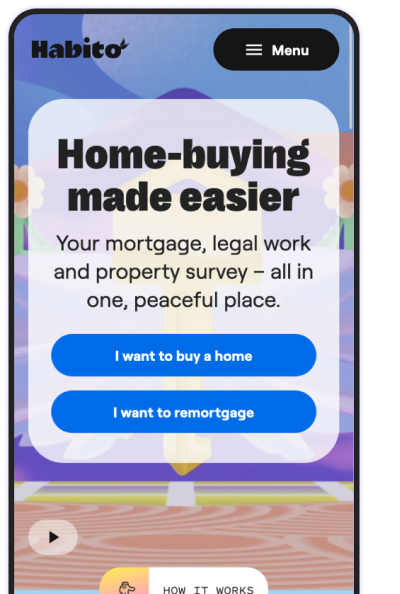 Habito
Menu
Home-buying
made easier
Your mortgage, legal work
and property survey – all in
one, peaceful place.
I want to buy a home
I want to remortgage
HOW IT WORKS